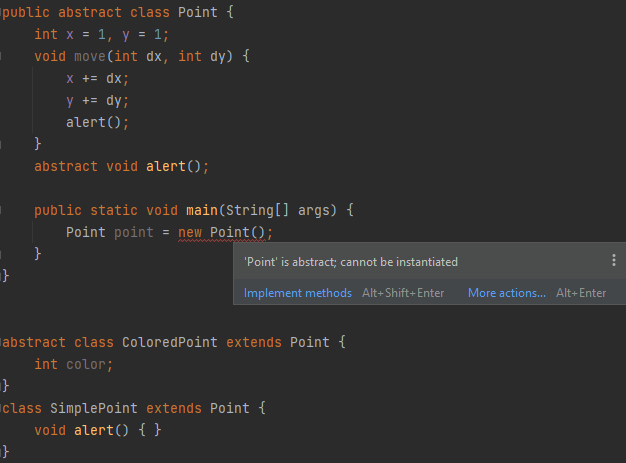 public abstract class Point {
int x = 1, y = 1;
void move(int dx, int dy) {
x += dx;
y += dy;
alert();
}
abstract void alert();
public static void main(String[] args) {
Point point = new Point();
}
'Point' is abstract; cannot be instantiated
}
Implement methods Alt+Shift+Enter More actions... Alt+Enter
abstract class ColoredPoint extends Point {
int color;
}
class SimplePoint extends Point {
void alert() { }
}